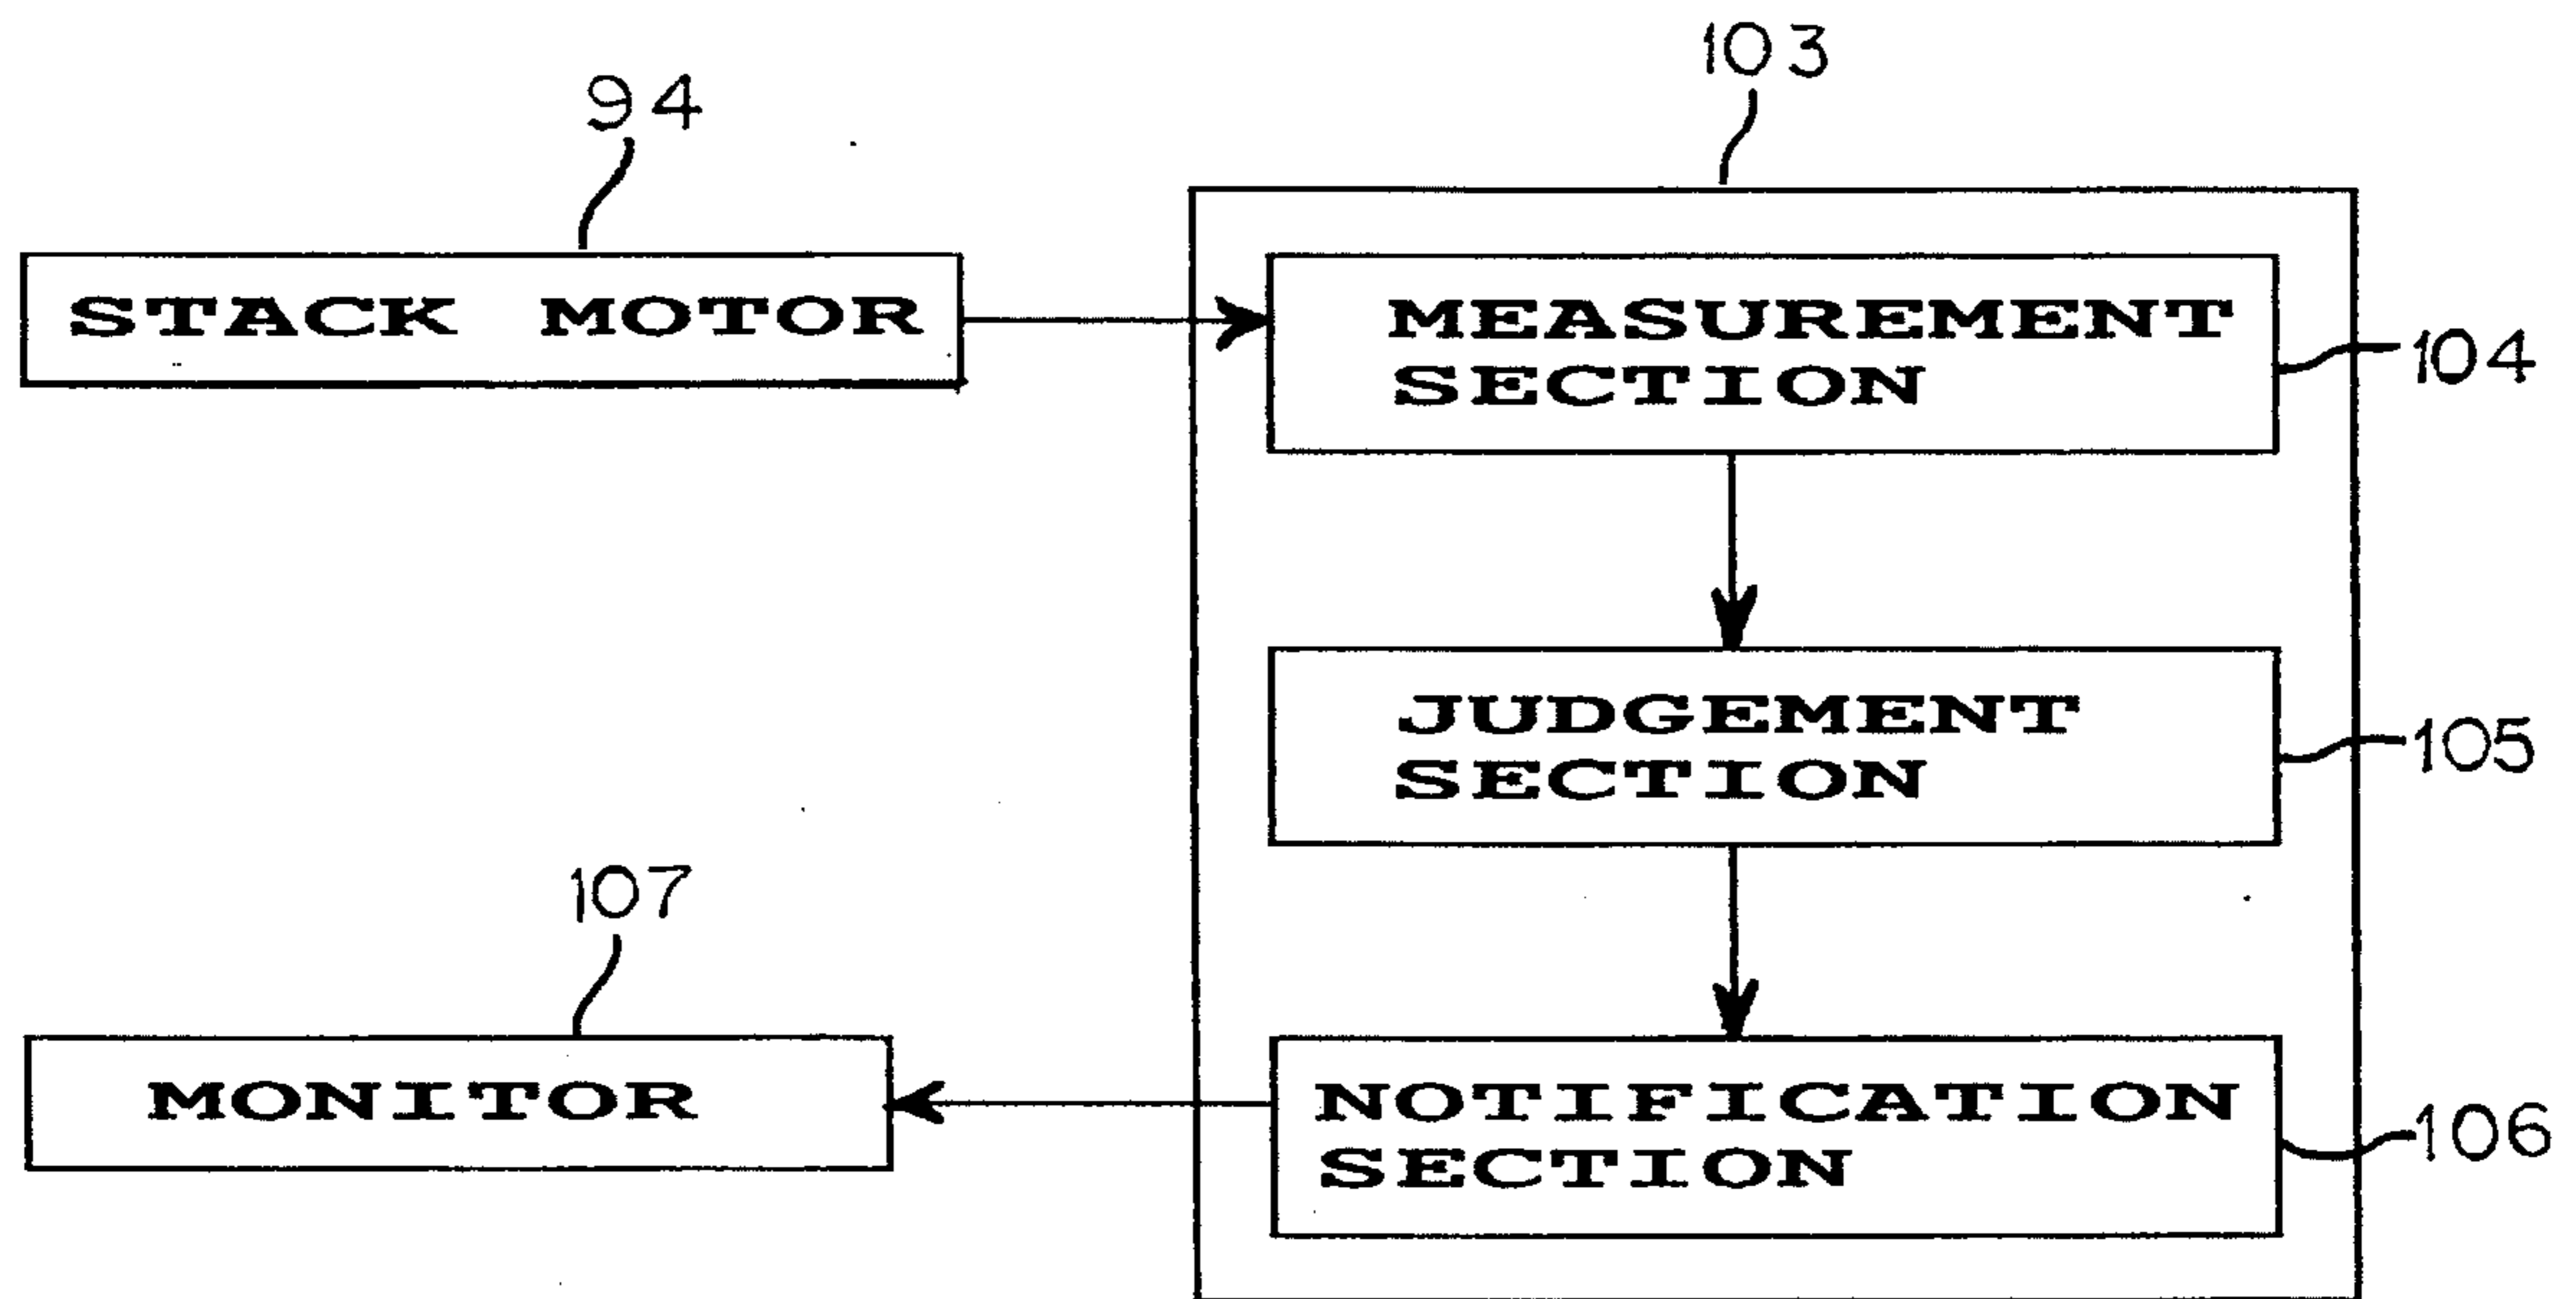 103
94
STACK MOTOR
MEASUREMENT
SECTION
104
JUDGEMENT
SECTION
105
107
MONITOR
NOTIFICATION
SECTION
106